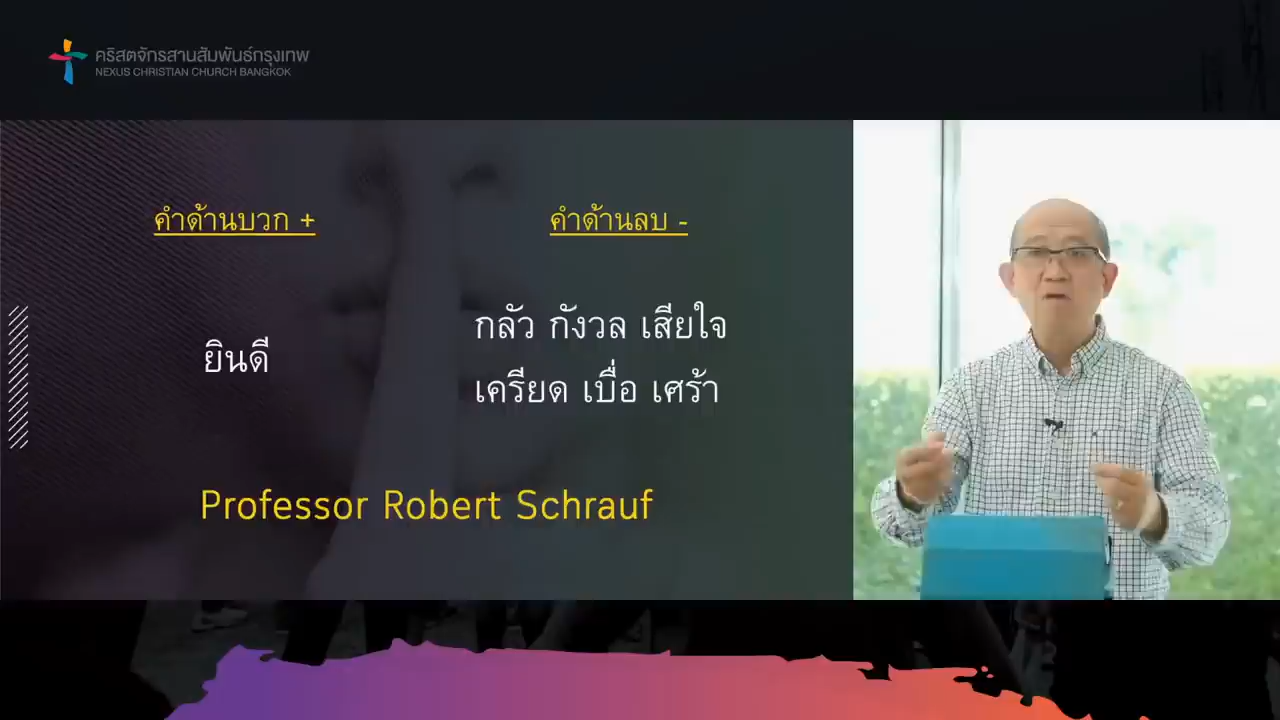 คริสตจักรสานสัมพันธ์กรุงเทพ
NEXUS CHRISTIAN CHURCH BANGKOK
คำด้านบวก +
คำด้านลบ -
ยินดี
กลัว กังวล เสียใจ
เครียด เบื่อ เศร้า
Professor Robert Schrauf